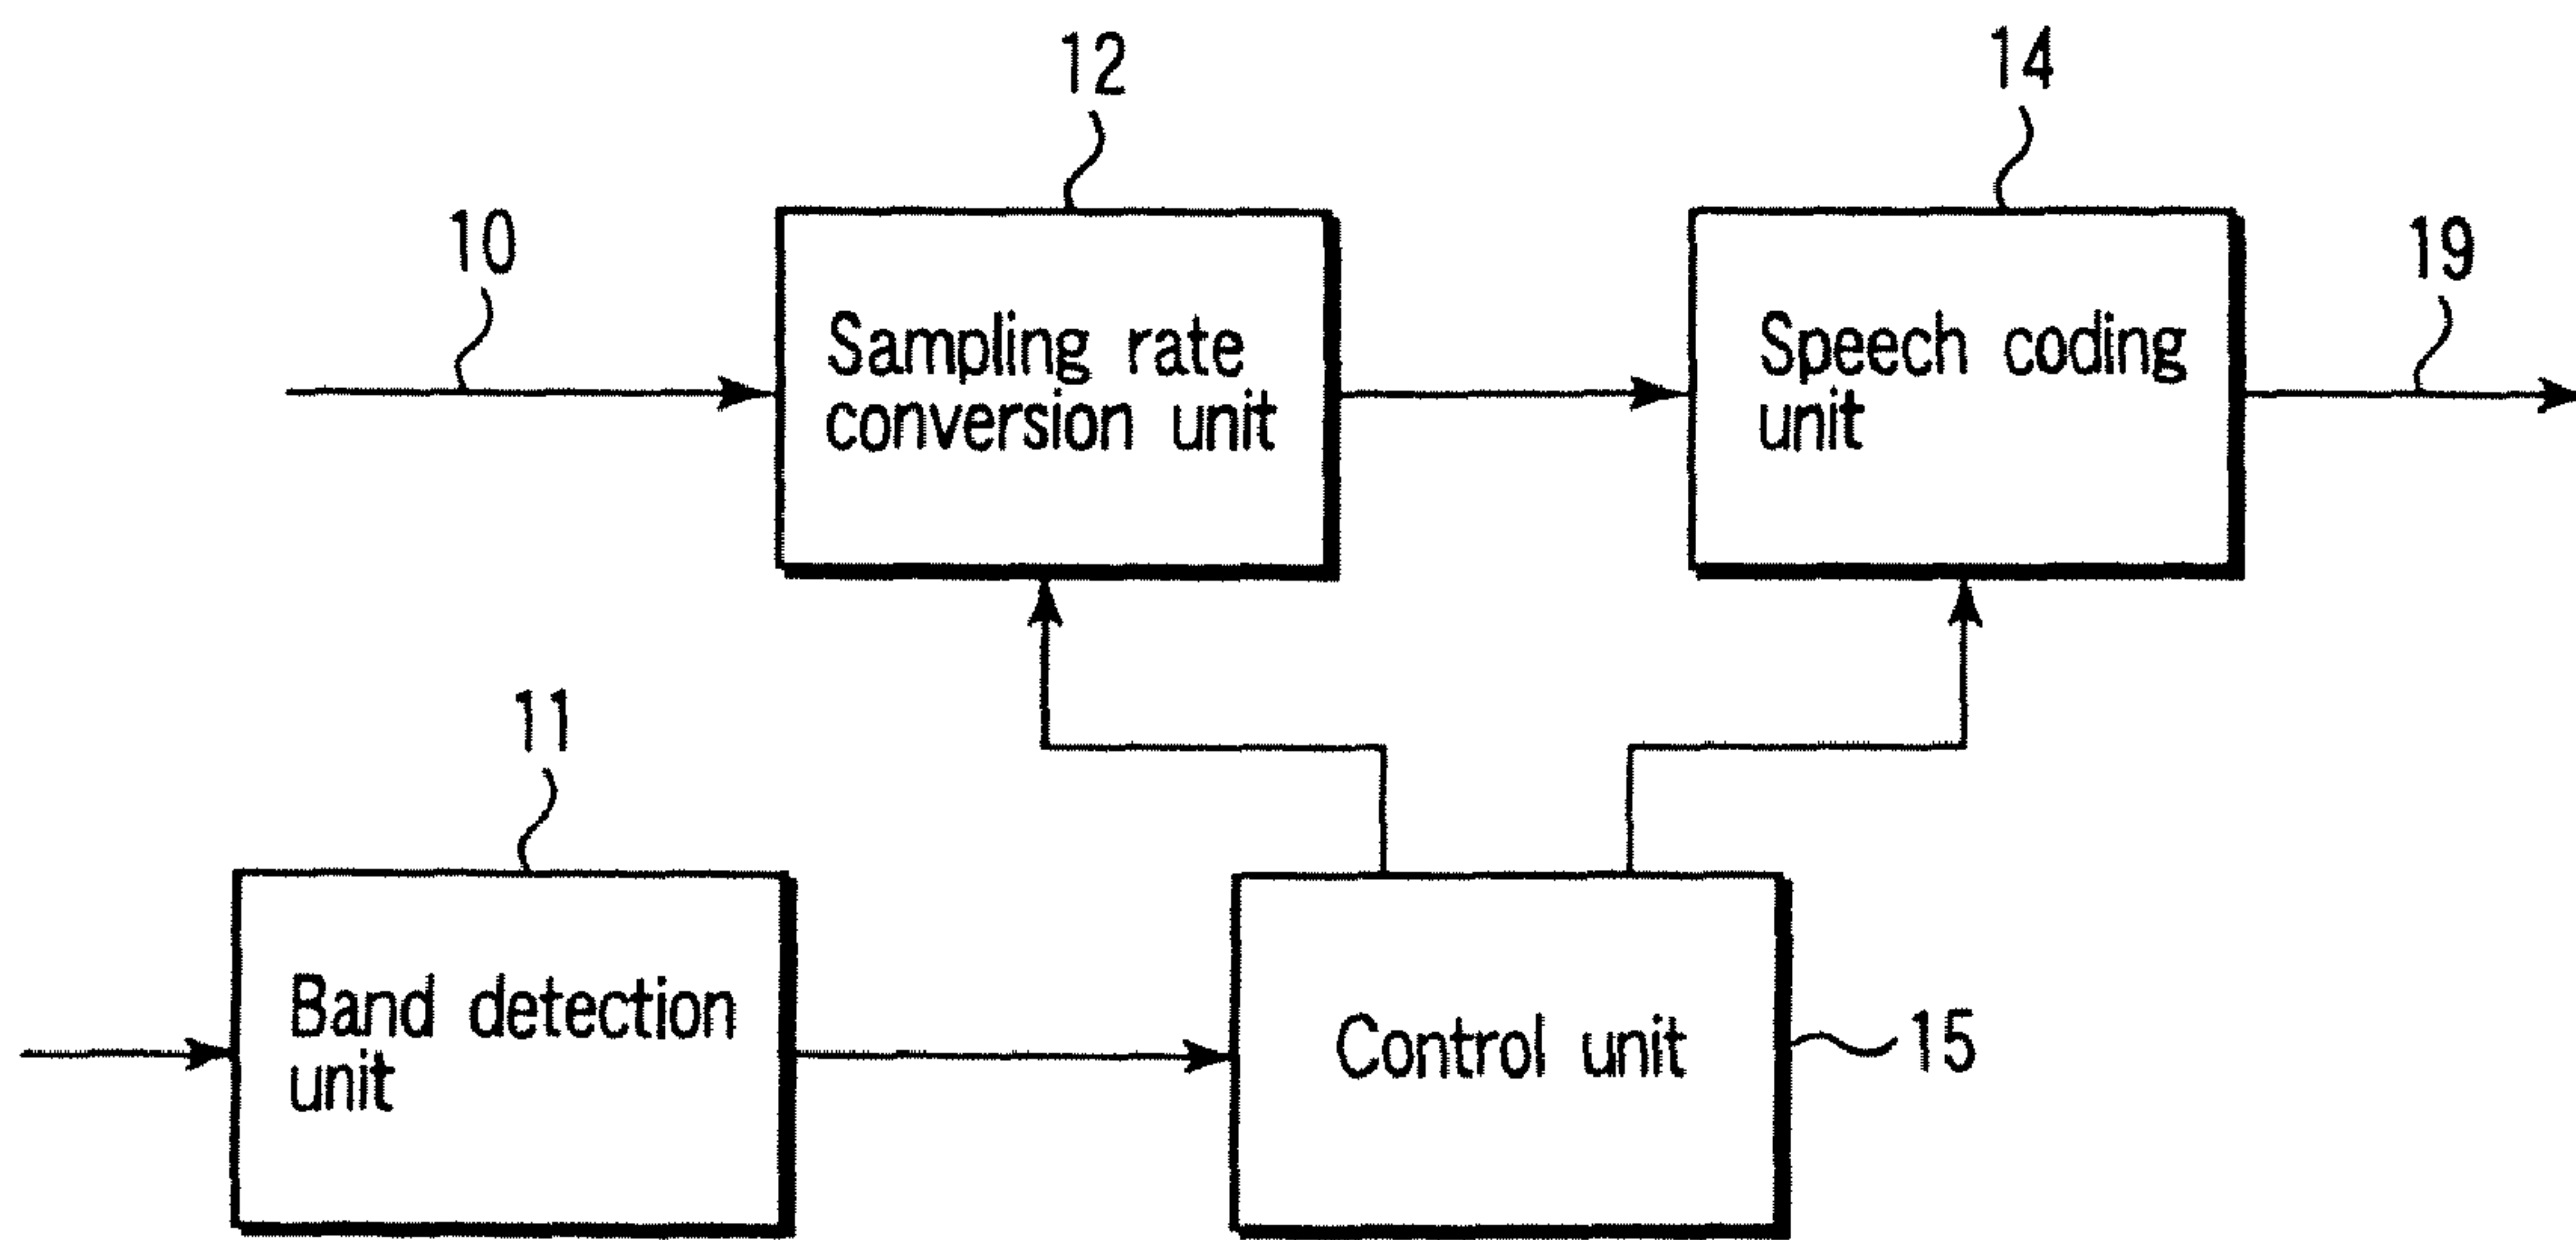 12
14
10
19
Sampling rate
conversion unit
Speech coding
unit
11
Band detection
unit
Control unit
15